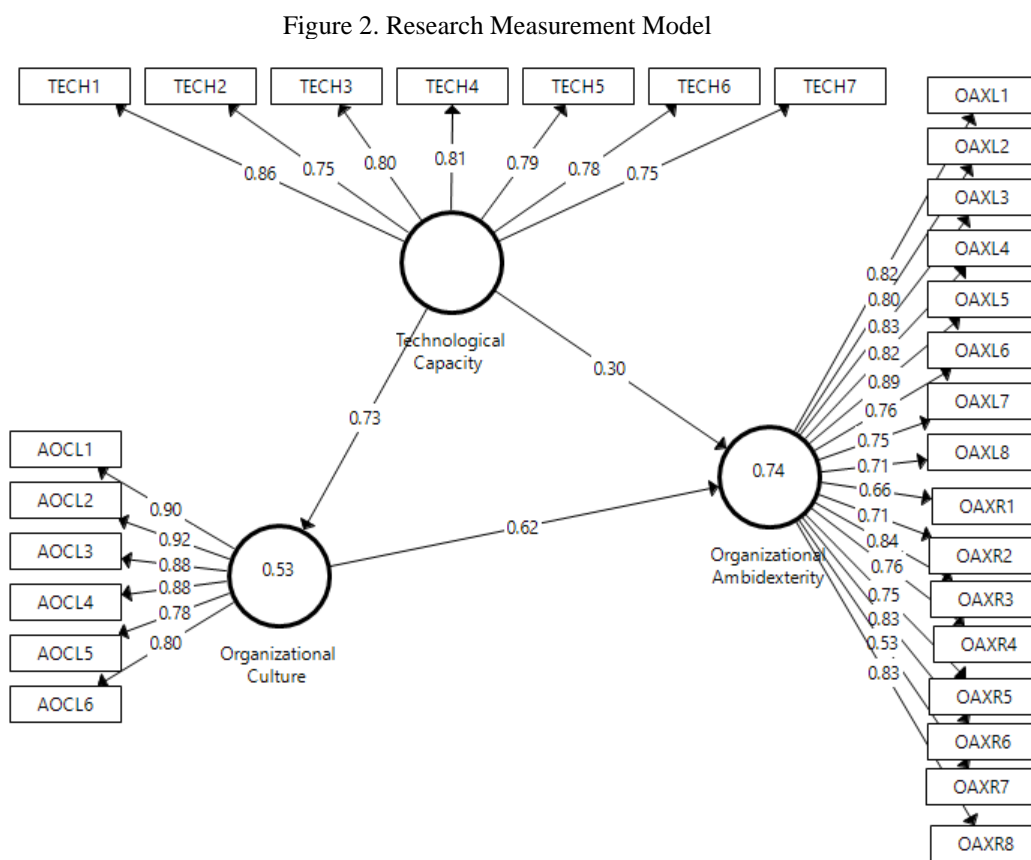 Figure 2. Research Measurement Model
TECH1
TECH2
TECH3
TECH4
TECH5
TECH6
TECH7
0.86
0.75
0.80
0.81
0.79
0.78
0.75
Technological
Capacity
0.73
0.30
AOCL1
AOCL2
AOCL3
AOCL4
AOCL5
AOCL6
0.90
0.92
0.88
0.88
0.78
0.80
0.53
Organizational
Culture
0.62
0.74
Organizational
Ambidexterity
0.82
0.80
0.83
0.82
0.89
0.76
0.75
0.71
0.66
0.71
0.84
0.76
0.75
0.83
0.53
0.83
OAXL1
OAXL2
OAXL3
OAXL4
OAXL5
OAXL6
OAXL7
OAXL8
OAXR1
OAXR2
OAXR3
OAXR4
OAXR5
OAXR6
OAXR7
OAXR8